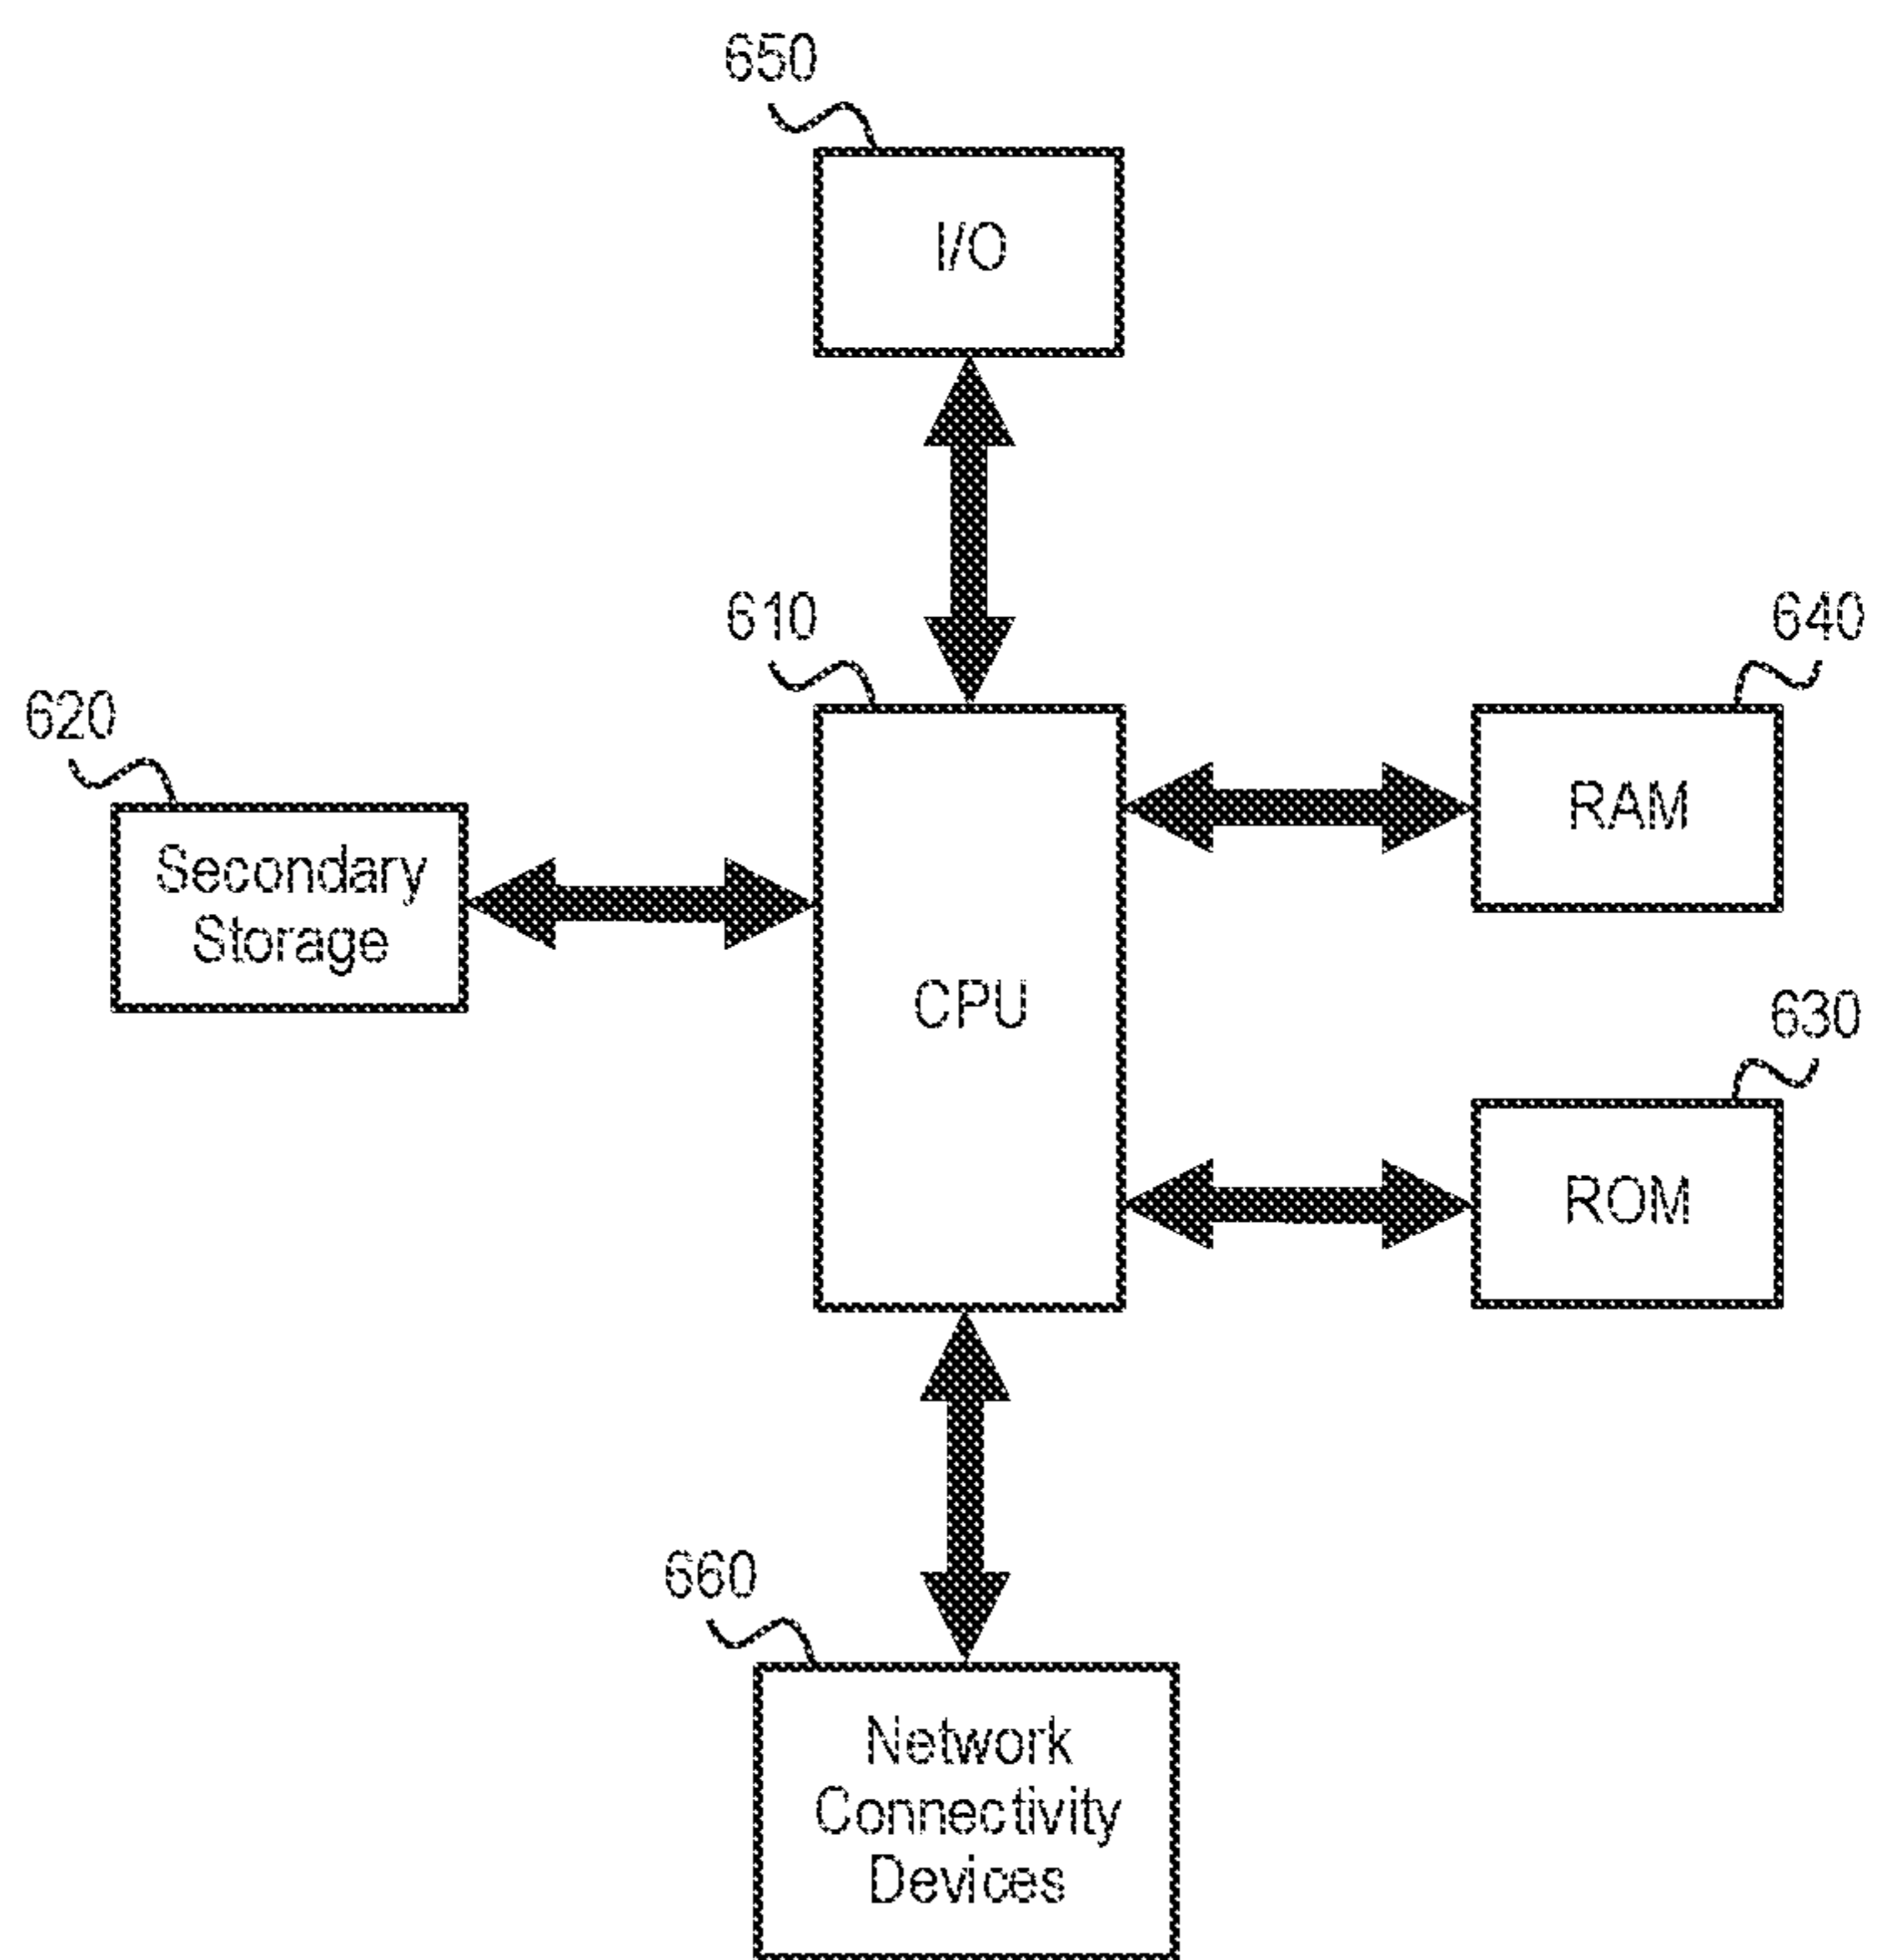 650
I/O
610
640
620
RAM
Secondary
Storage
CPU
630
ROM
660
Network
Connectivity
Devices